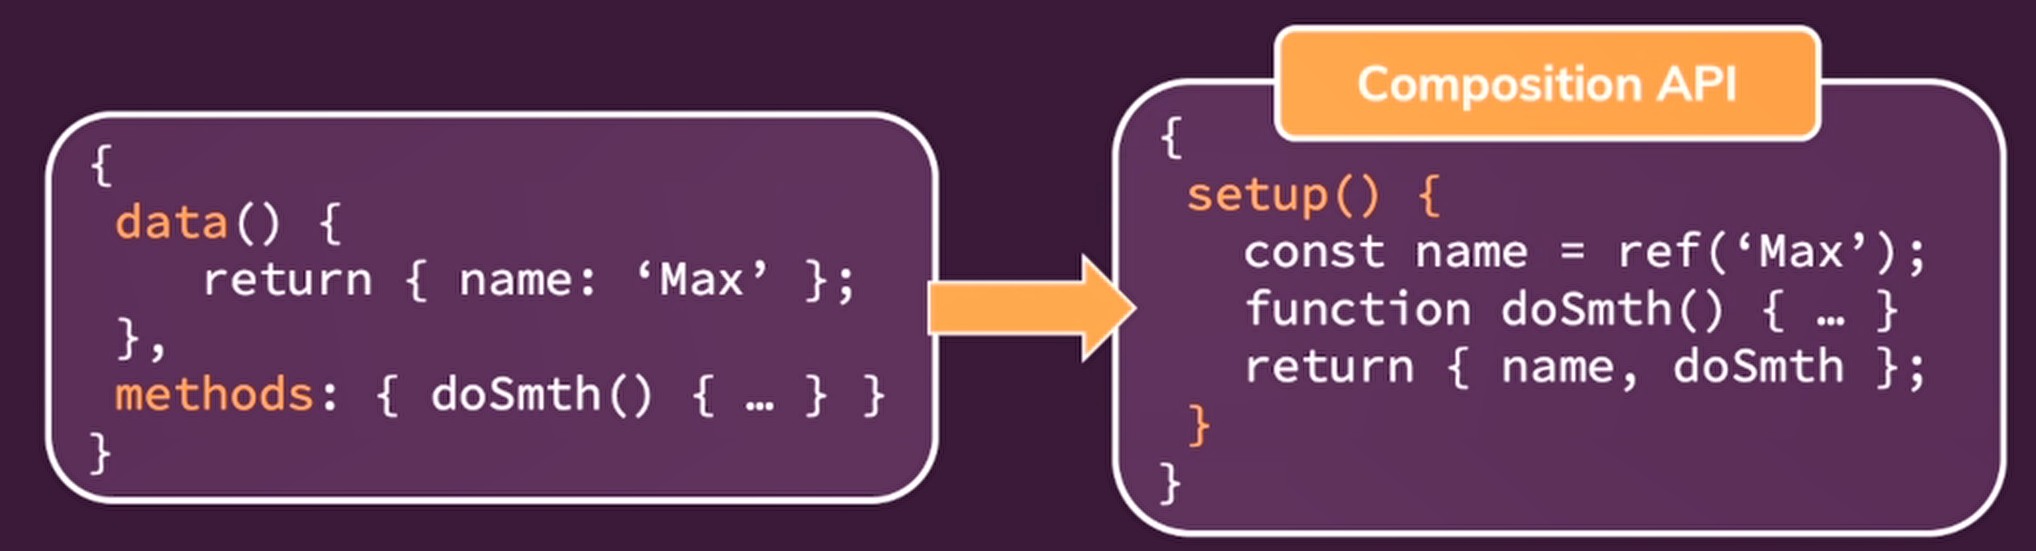 {
data() {
return { name: ‘Max’ };
},
methods: { doSmth() { … } }
}
Composition API
{
setup() {
const name = ref(‘Max’);
function doSmth() { … }
return { name, doSmth };
}
}